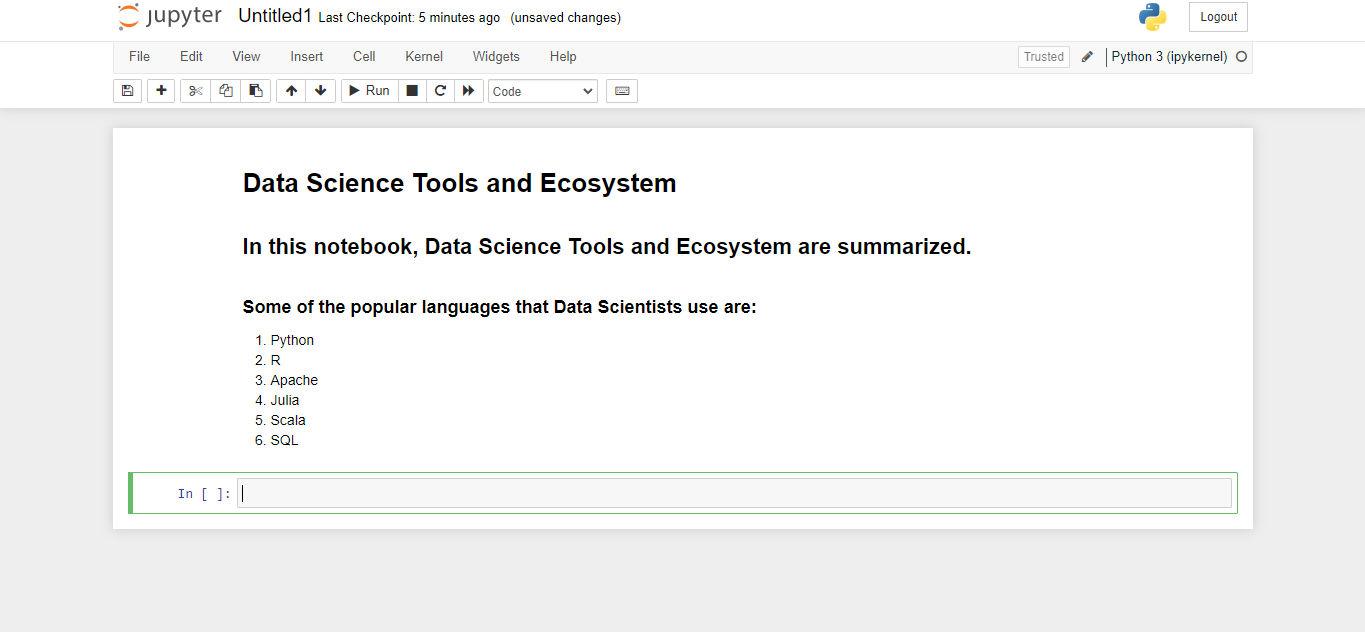 jupyter Untitled1 Last Checkpoint: 5 minutes ago (unsaved changes) Logout
File Edit View Insert Cell Kernel Widgets Help Trusted Python 3 (ipykernel)
Run Code
Data Science Tools and Ecosystem
In this notebook, Data Science Tools and Ecosystem are summarized.
Some of the popular languages that Data Scientists use are:
1. Python
2. R
3. Apache
4. Julia
5. Scala
6. SQL
In [ ]: